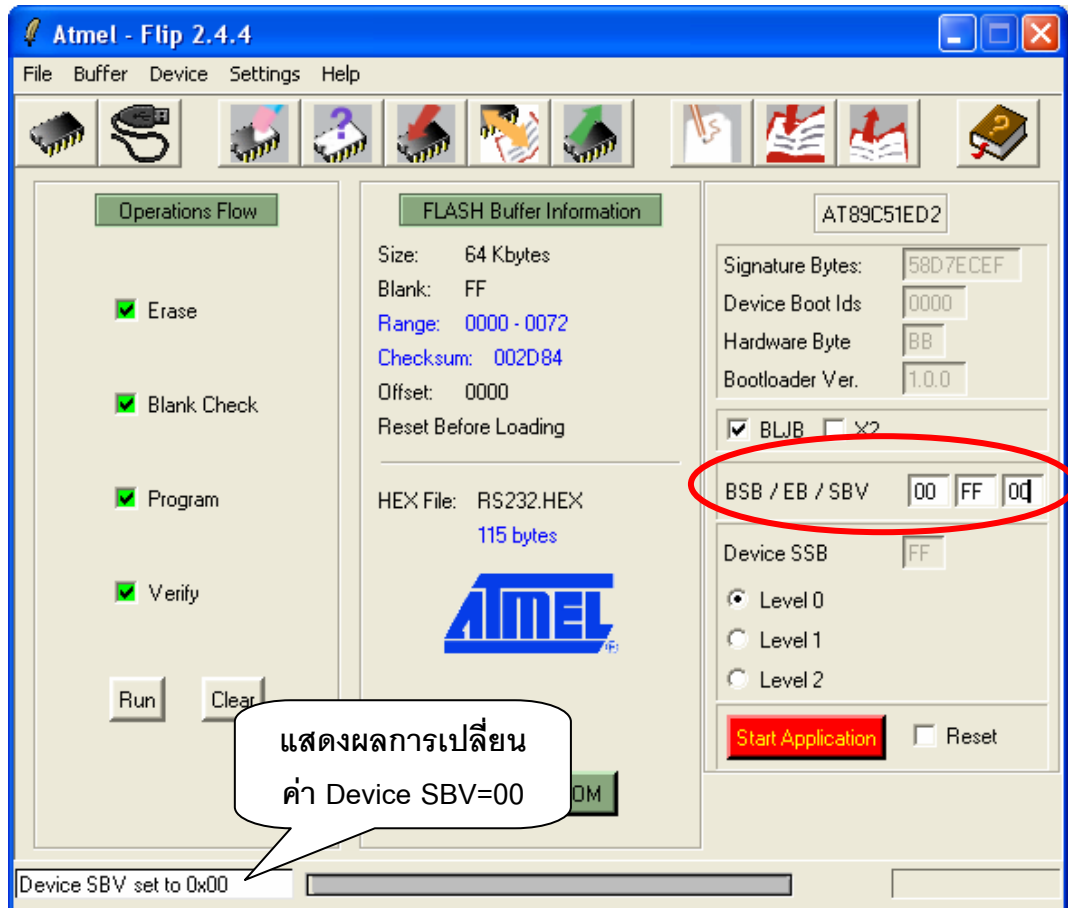 Atmel - Flip 2.4.4
File Buffer Device Settings Help
Operations Flow
Erase
Blank Check
Program
Verify
Run Clear
FLASH Buffer Information
Size: 64 Kbytes
Blank: FF
Range: 0000 - 0072
Checksum: 002D84
Offset: 0000
Reset Before Loading
HEX File: RS232.HEX
115 bytes
ATMEL
®
OM
AT89C51ED2
Signature Bytes: 58D7ECEF
Device Boot Ids 0000
Hardware Byte BB
Bootloader Ver. 1.0.0
BLJB X2
BSB / EB / SBV 00 FF 00
Device SSB FF
Level 0
Level 1
Level 2
Start Application Reset
แสดงผลการเปลี่ยน
ค่า Device SBV=00
Device SBV set to 0x00